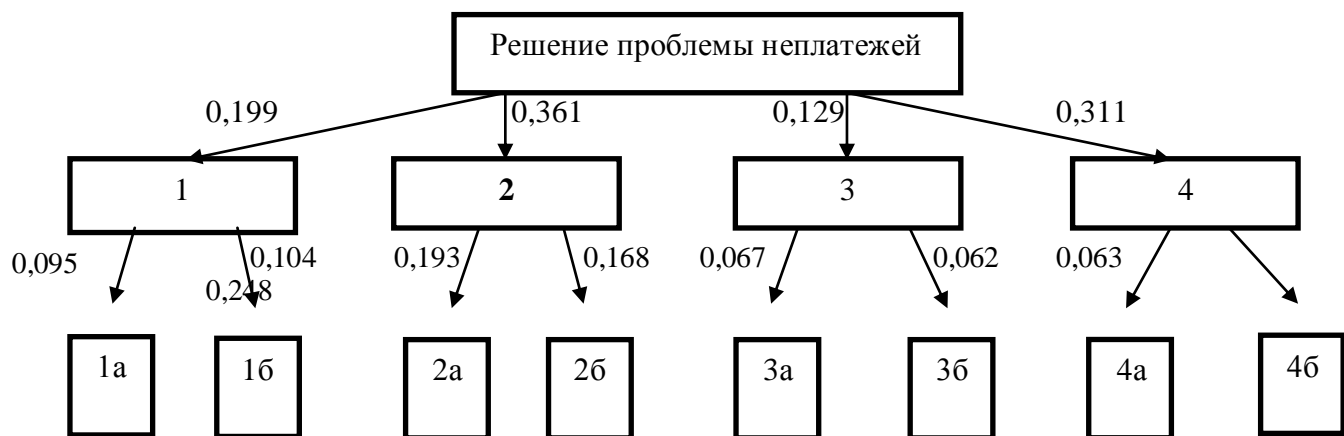 Решение проблемы неплатежей
0,199 0,361 0,129 0,311
1 2 3 4
0,095 0,104 0,193 0,168 0,067 0,062 0,063
0,248
1а 1б 2а 2б 3а 3б 4а 4б